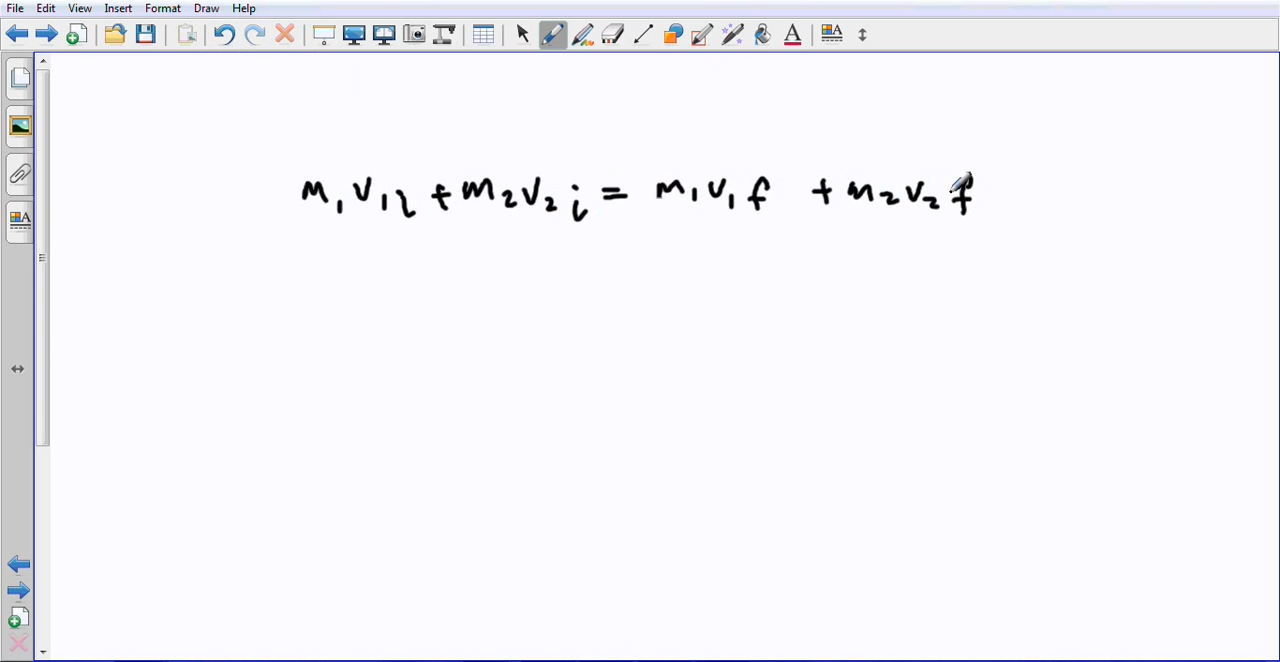 File Edit View Insert Format Draw Help
m₁v₁i + m₂v₂i = m₁v₁f + m₂v₂f